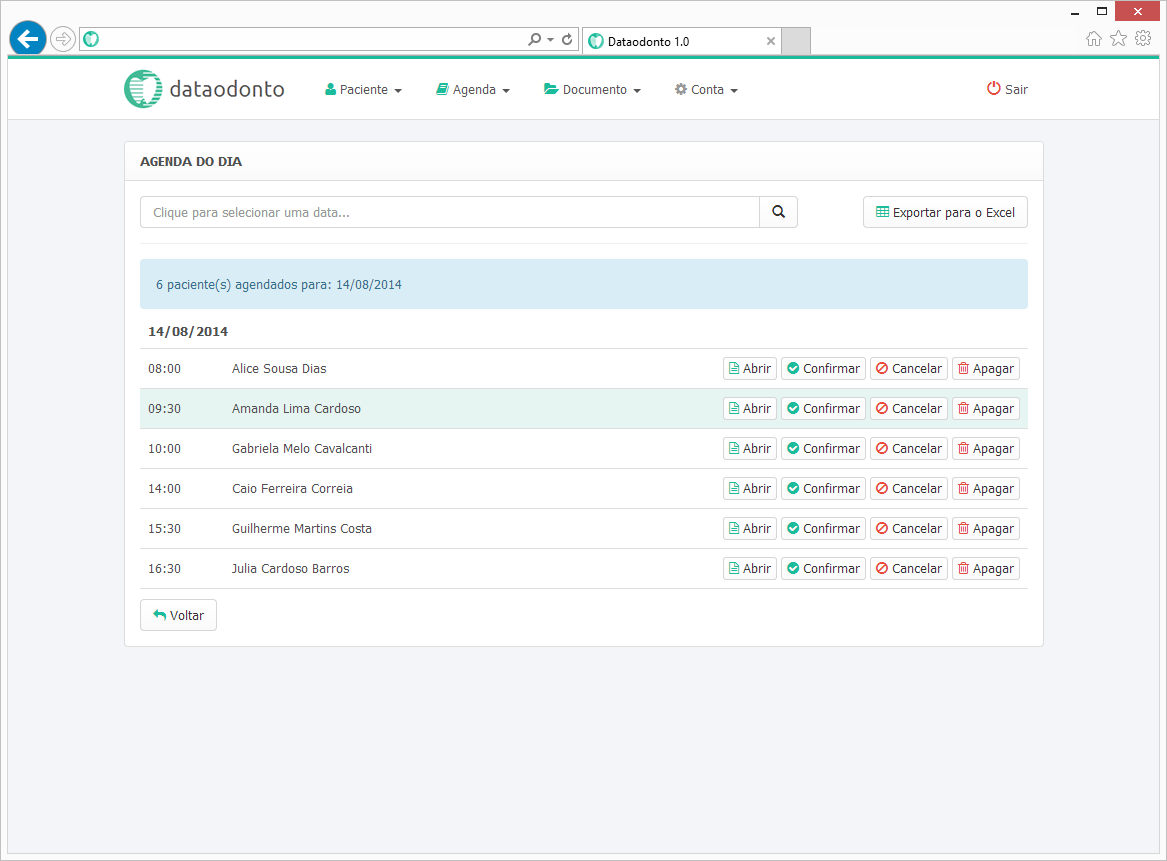 Dataodonto 1.0
dataodonto Paciente Agenda Documento Conta Sair
AGENDA DO DIA
Clique para selecionar uma data... Exportar para o Excel
6 paciente(s) agendados para: 14/08/2014
14/08/2014
08:00 Alice Sousa Dias Abrir Confirmar Cancelar Apagar
09:30 Amanda Lima Cardoso Abrir Confirmar Cancelar Apagar
10:00 Gabriela Melo Cavalcanti Abrir Confirmar Cancelar Apagar
14:00 Caio Ferreira Correia Abrir Confirmar Cancelar Apagar
15:30 Guilherme Martins Costa Abrir Confirmar Cancelar Apagar
16:30 Julia Cardoso Barros Abrir Confirmar Cancelar Apagar
Voltar